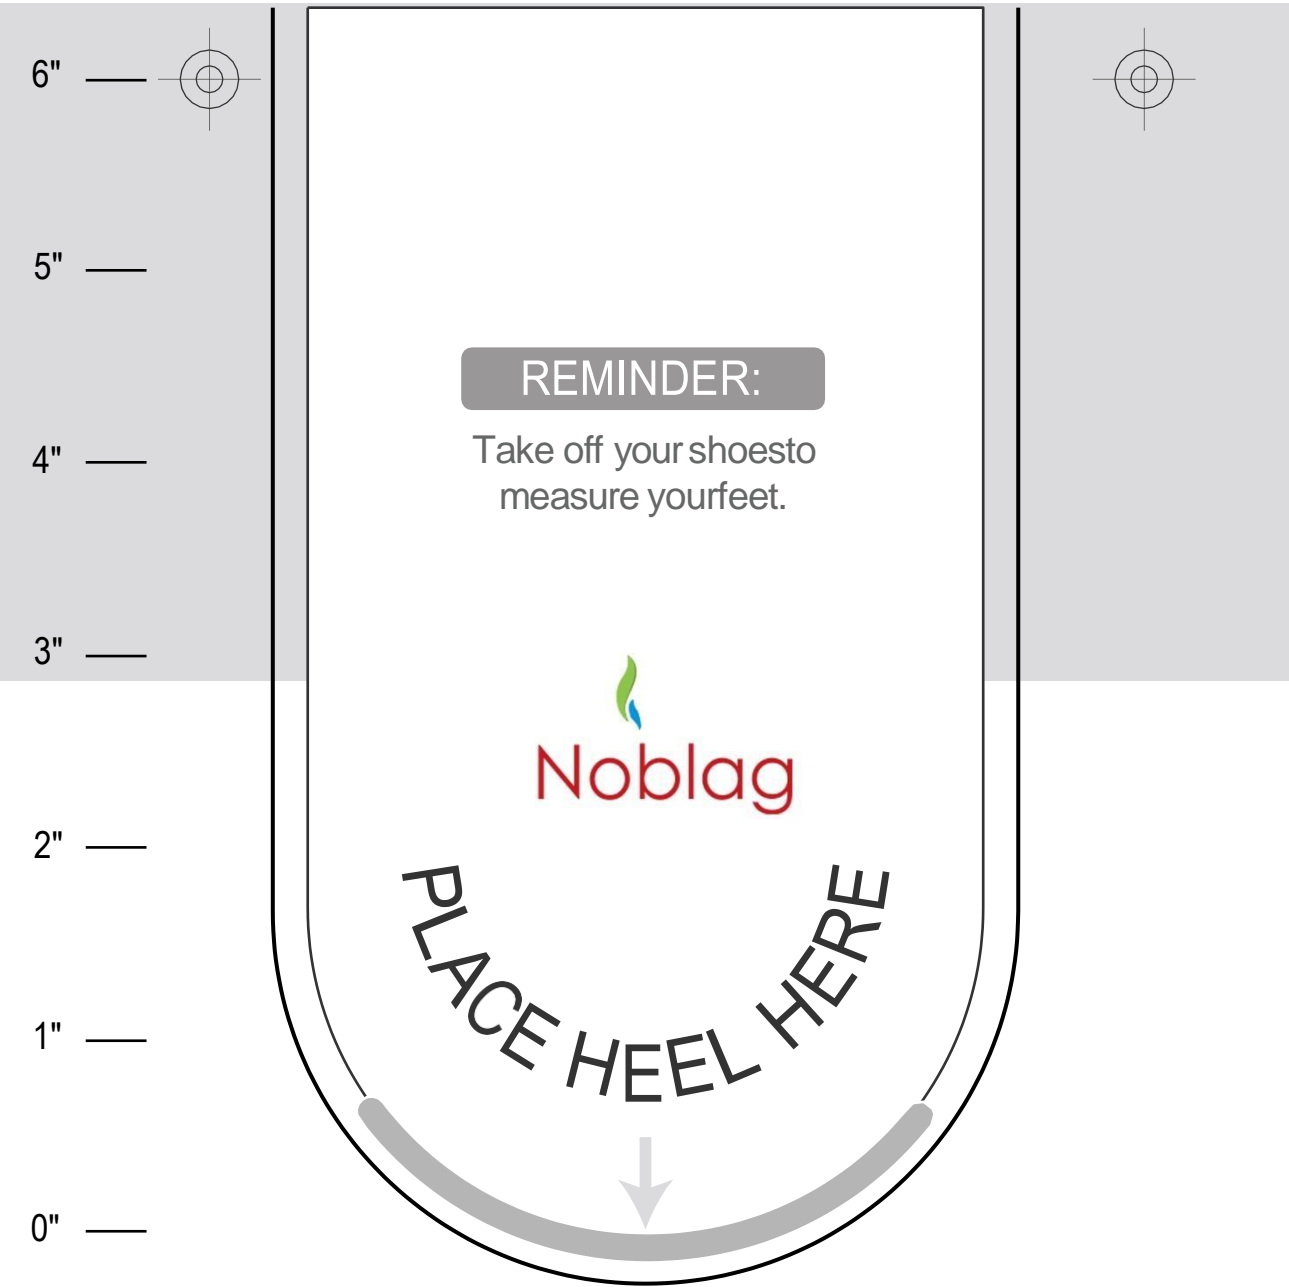 6"
5"
REMINDER:
4"
Take off your shoesto
measure yourfeet.
3"
Noblag
2"
PLACE HEEL HERE
1"
0"